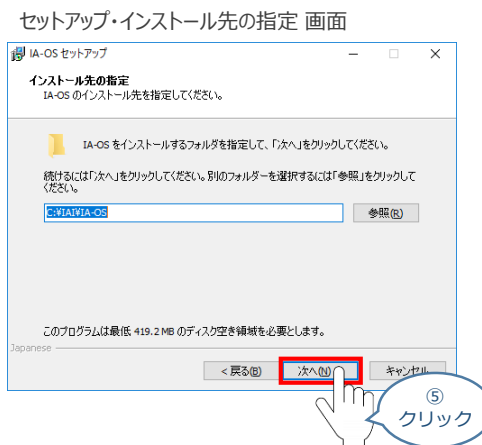 セットアップ・インストール先の指定 画面
IA-OS セットアップ
インストール先の指定
IA-OS のインストール先を指定してください。
IA-OS をインストールするフォルダを指定して、「次へ」をクリックしてください。
続けるには「次へ」をクリックしてください。別のフォルダーを選択するには「参照」をクリックして
ください。
C:¥IAI¥IA-OS
参照(R)
このプログラムは最低 419.2 MB のディスク空き領域を必要とします。
Japanese
< 戻る(B)
次へ(N)
キャンセル
⑤
クリック